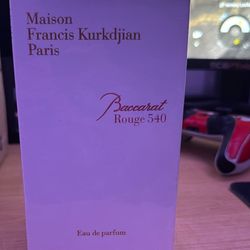 Maison
Francis Kurkdjian
Paris
Baccarat
Rouge 540
Eau de parfum